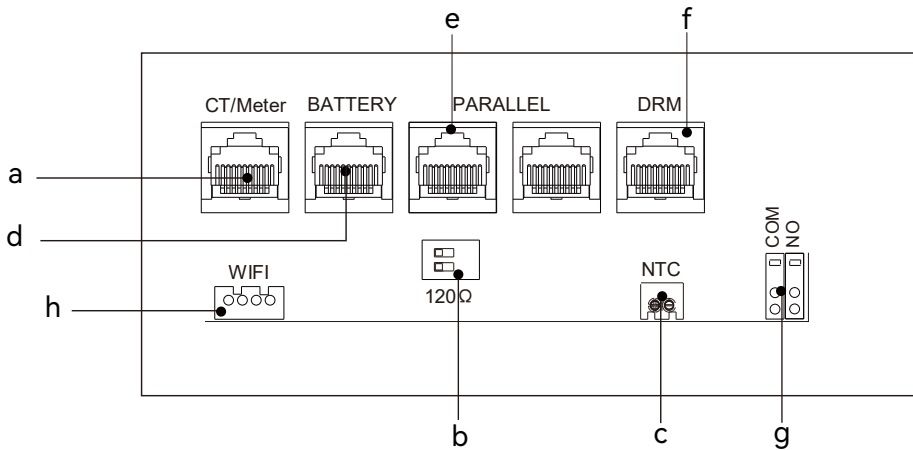 e
f
CT/Meter BATTERY PARALLEL DRM
a
d
COM
NO
WIFI
NTC
h
120Ω
b
c
g